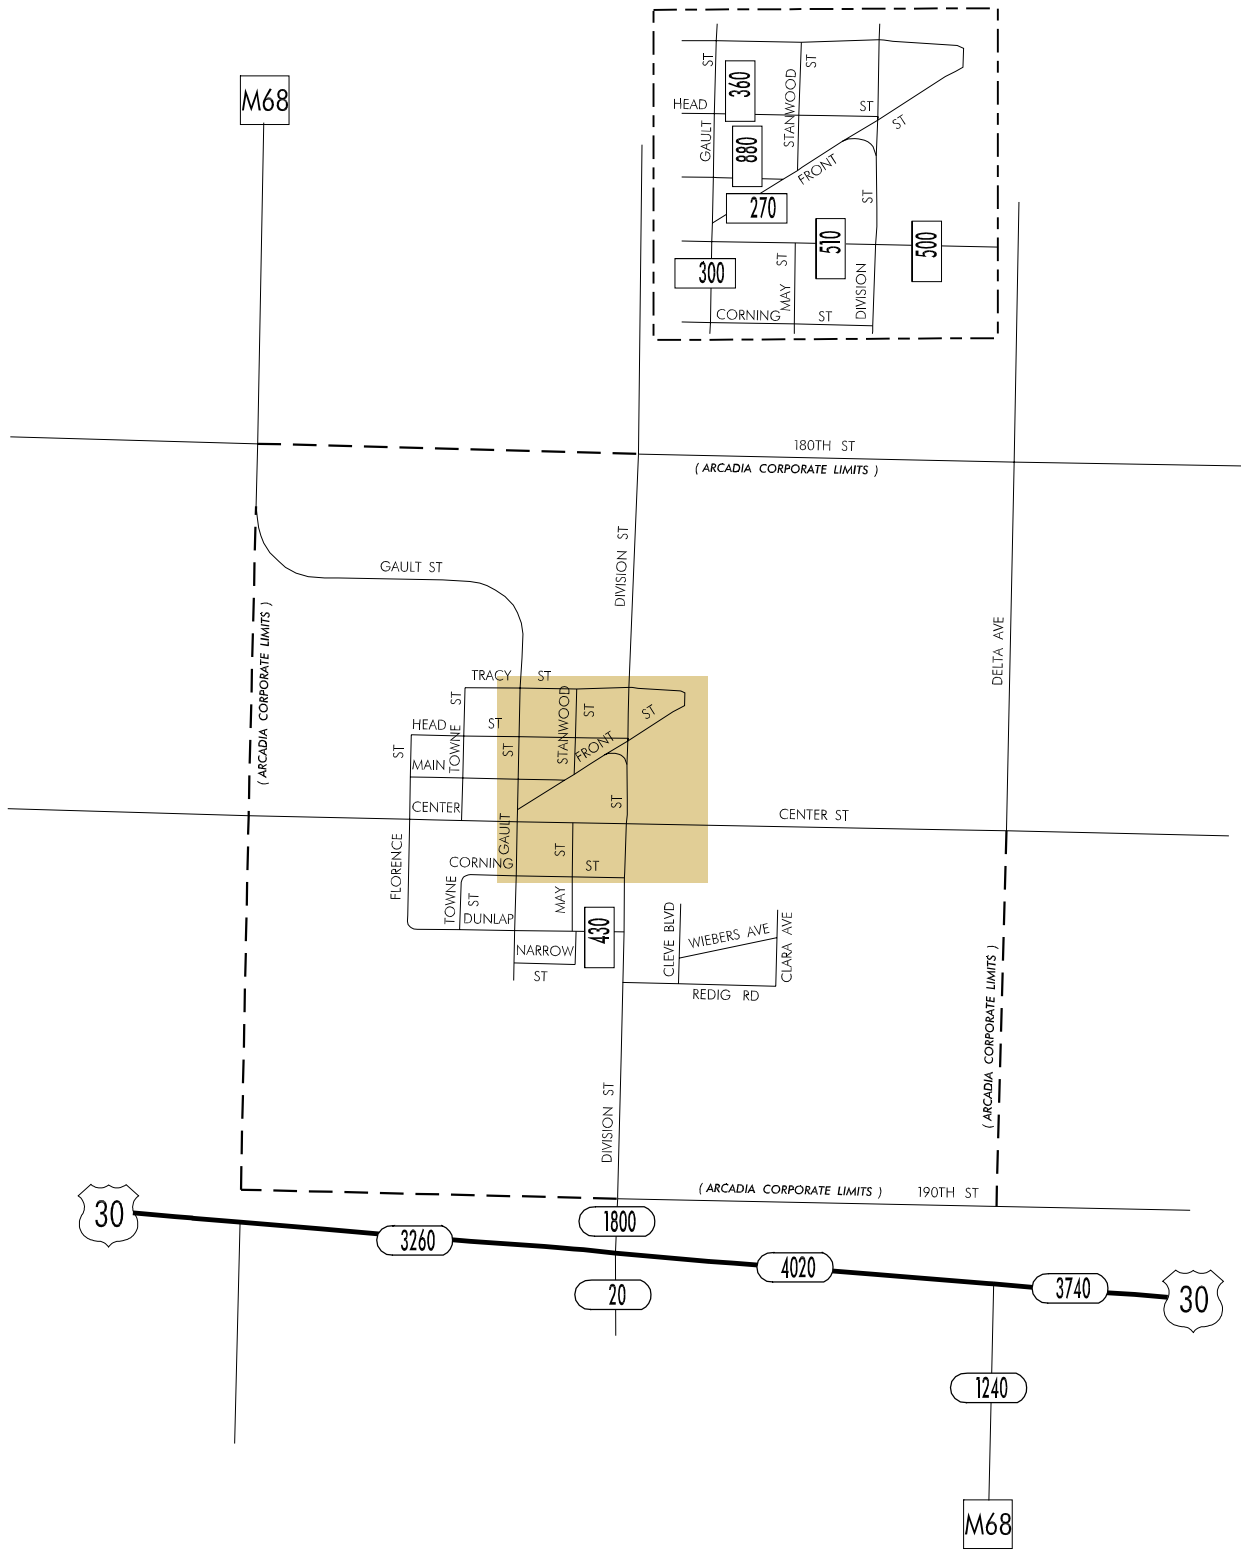 M68
ST
360
STANWOOD
ST
HEAD
ST
ST
GAULT
880
FRONT
270
ST
510
500
300
ST
MAY
DIVISION
CORNING
ST
180TH ST
( ARCADIA CORPORATE LIMITS )
GAULT ST
DIVISION ST
( ARCADIA CORPORATE LIMITS )
DELTA AVE
TRACY
ST
ST
STANWOOD
ST
ST
HEAD
ST
TOWNE
ST
ST
FRONT
MAIN
CENTER
ST
GAULT
CENTER ST
FLORENCE
CORNING
ST
ST
TOWNE
ST
MAY
DUNLAP
430
NARROW
ST
CLEVE BLVD
WIEBERS AVE
CLARA AVE
REDIG RD
( ARCADIA CORPORATE LIMITS )
DIVISION ST
( ARCADIA CORPORATE LIMITS )
190TH ST
30
1800
3260
4020
3740
30
20
1240
M68